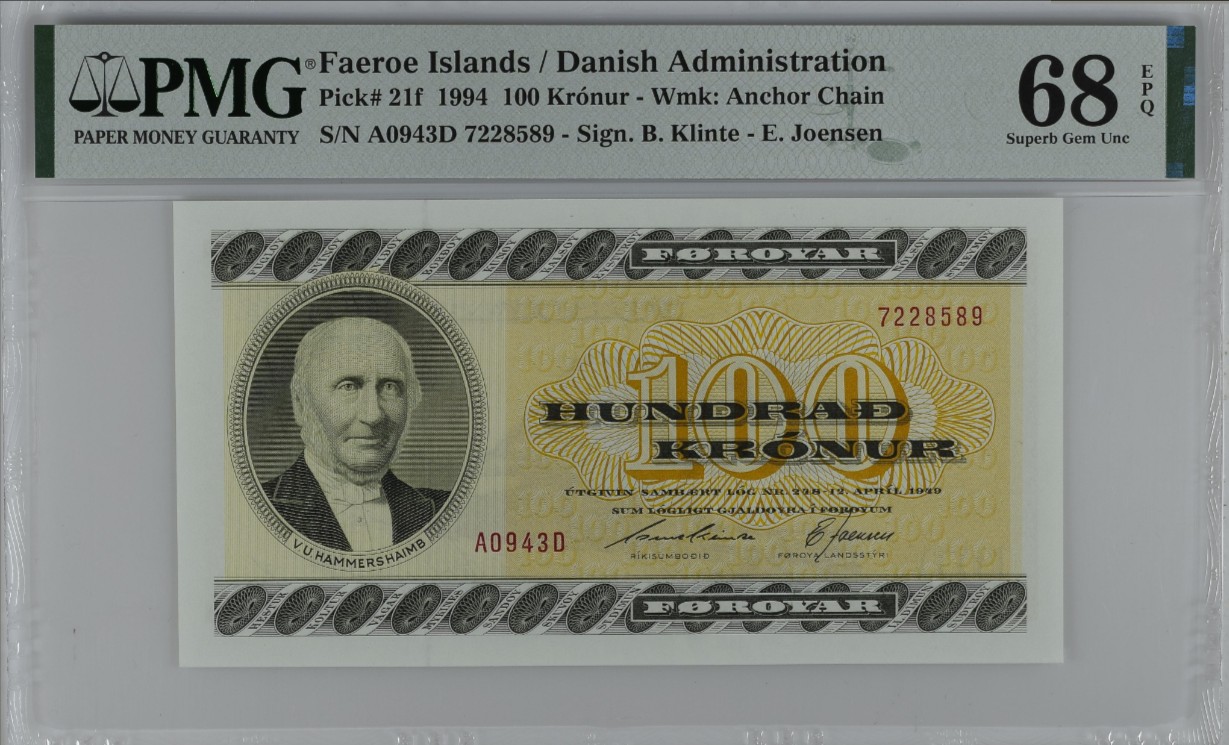 PMG® Faeroe Islands / Danish Administration
PAPER MONEY GUARANTY
Pick# 21f 1994 100 Krónur - Wmk: Anchor Chain
S/N A0943D 7228589 - Sign. B. Klinte - E. Joensen
68 EPQ
Superb Gem Unc
FØROYAR
7228589
100
HUNDRAÐ
KRÓNUR
ÚTGIVIN SAMHÆRT LÓG NR. 248-12. APRÍL 1949
SUM LÓGLIGT GJALDOYRA Í FØROYUM
A0943D
RÍKISUMBOÐIÐ
FØROYA LANDSSTÝRI
V.U. HAMMERSHAIMB
FØROYAR